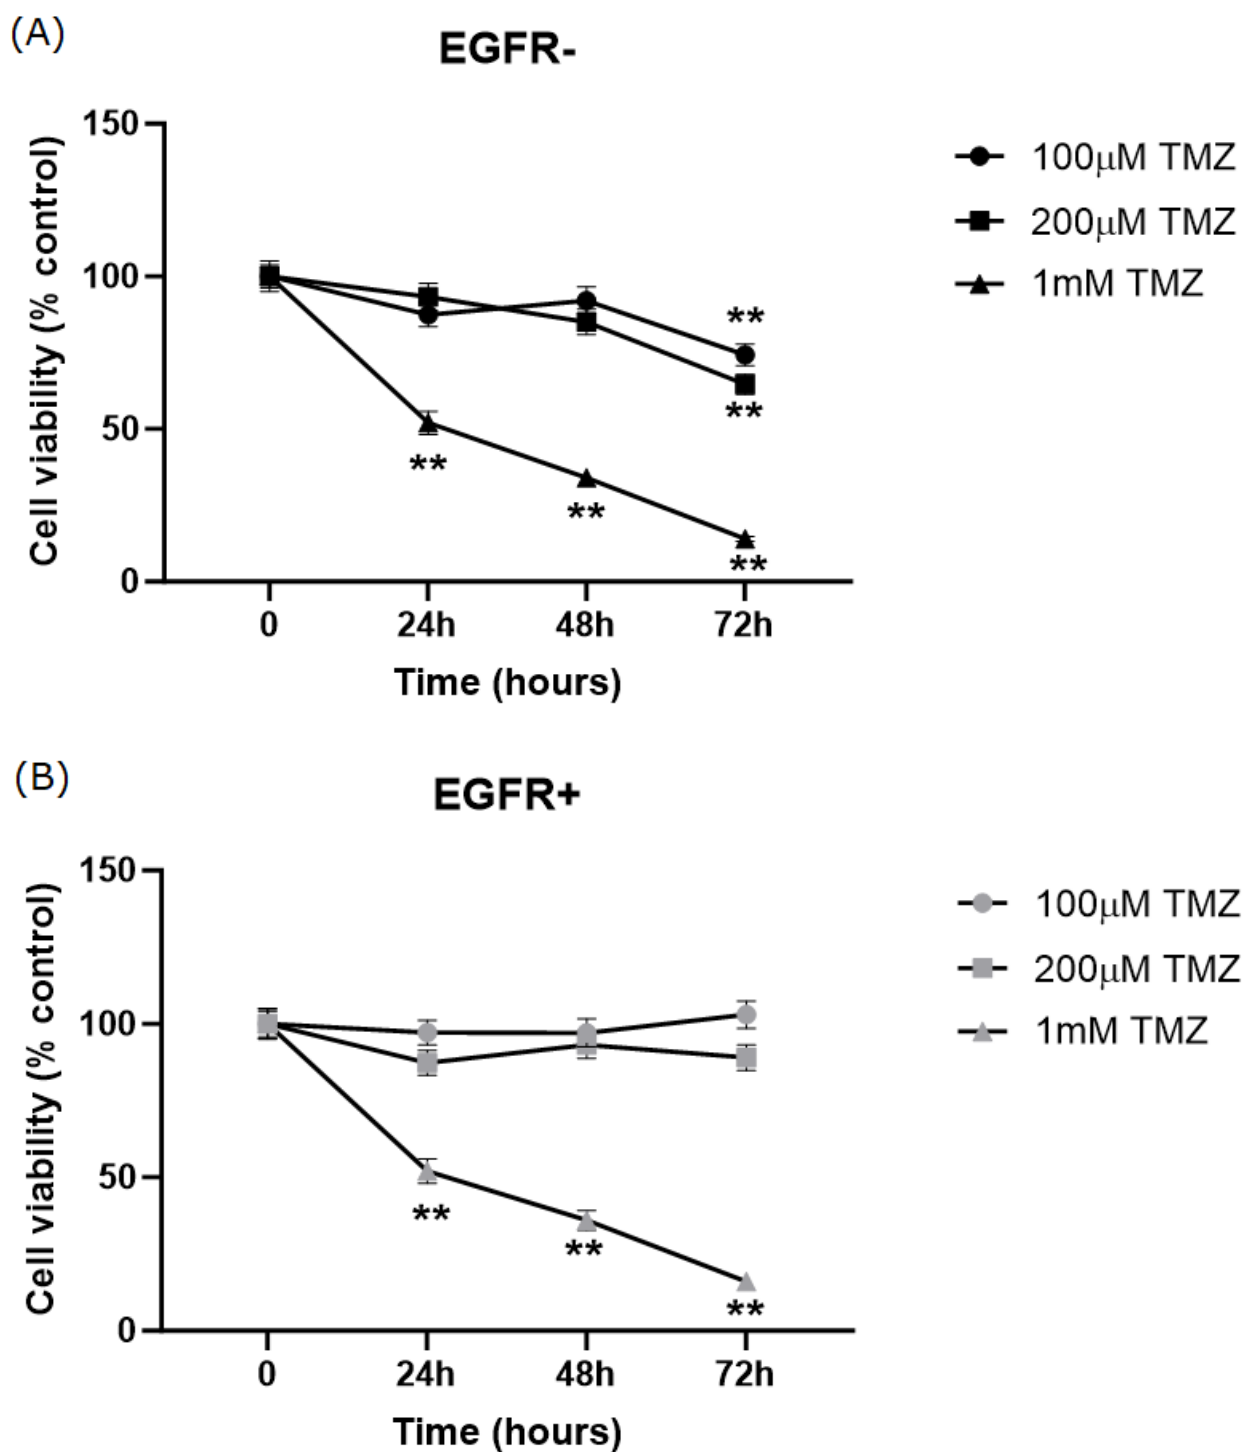 (A)
EGFR-
150
100
50
0
Cell viability (% control)
**
**
**
**
**
0 24h 48h 72h
Time (hours)
100μM TMZ
200μM TMZ
1mM TMZ
(B)
EGFR+
150
100
50
0
Cell viability (% control)
**
**
**
0 24h 48h 72h
Time (hours)
100μM TMZ
200μM TMZ
1mM TMZ